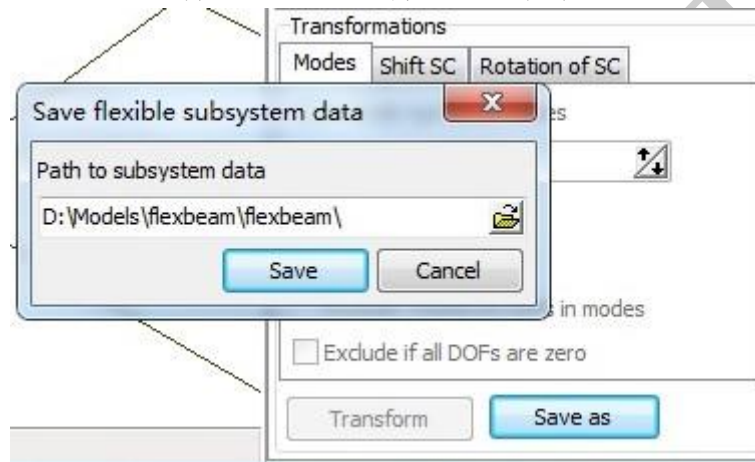 Transformations
Modes Shift SC Rotation of SC
Save flexible subsystem data
es
Path to subsystem data
D:\Models\flexbeam\flexbeam\
Save Cancel
in modes
Exclude if all DOFs are zero
Transform Save as